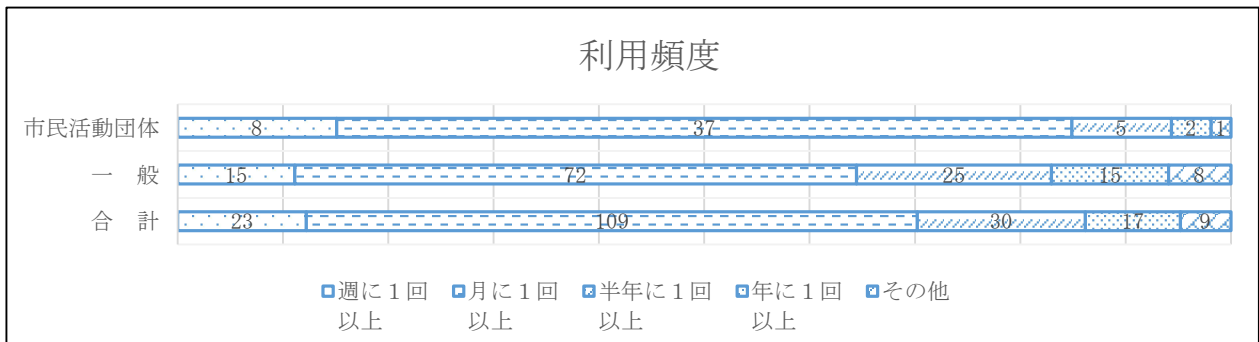 利用頻度
市民活動団体 8 37 5 2 1
一 般 15 72 25 15 8
合 計 23 109 30 17 9
週に１回以上 月に１回以上 半年に１回以上 年に１回以上 その他